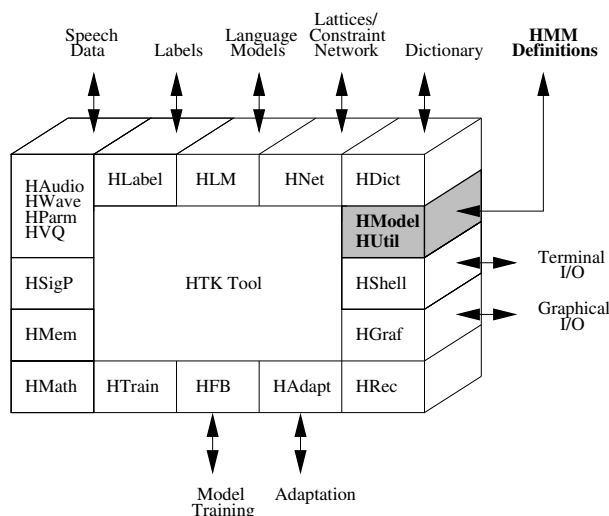 Speech
Data
Labels
Language
Models
Lattices/
Constraint
Network
Dictionary
HMM
Definitions
HAudio
HWave
HParm
HVQ
HLabel
HLM
HNet
HDict
HModel
HUtil
HSigP
HTK Tool
HShell
Terminal
I/O
HMem
HGraf
Graphical
I/O
HMath
HTrain
HFB
HAdapt
HRec
Model
Training
Adaptation